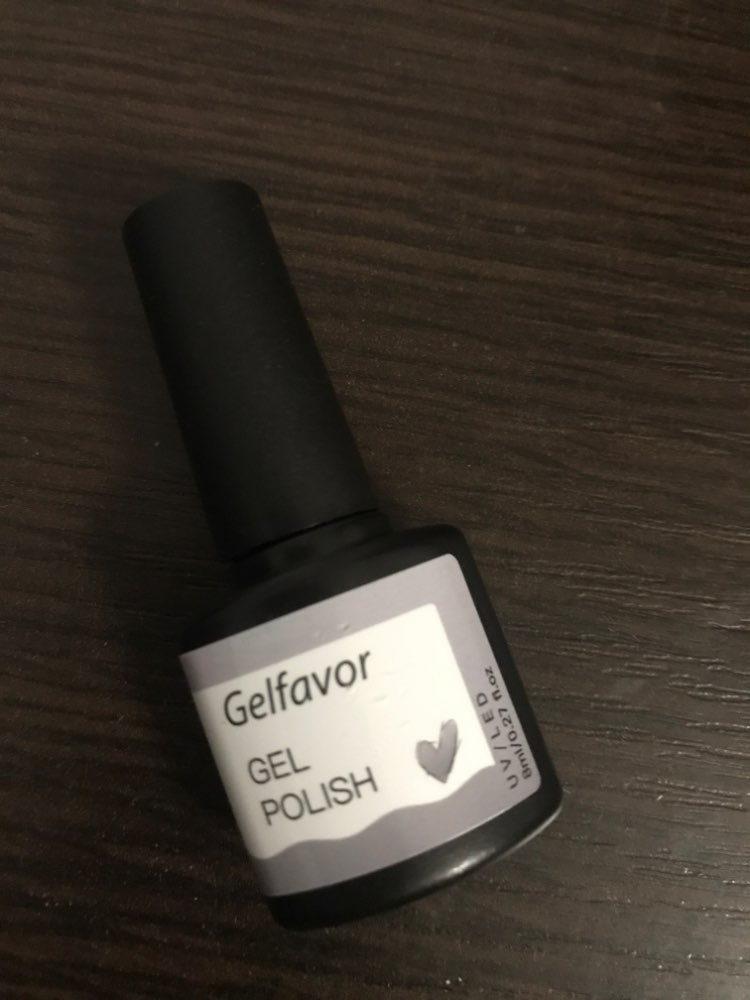 Gelfavor
GEL
POLISH
UV/LED
8ml/0.27 fl.oz